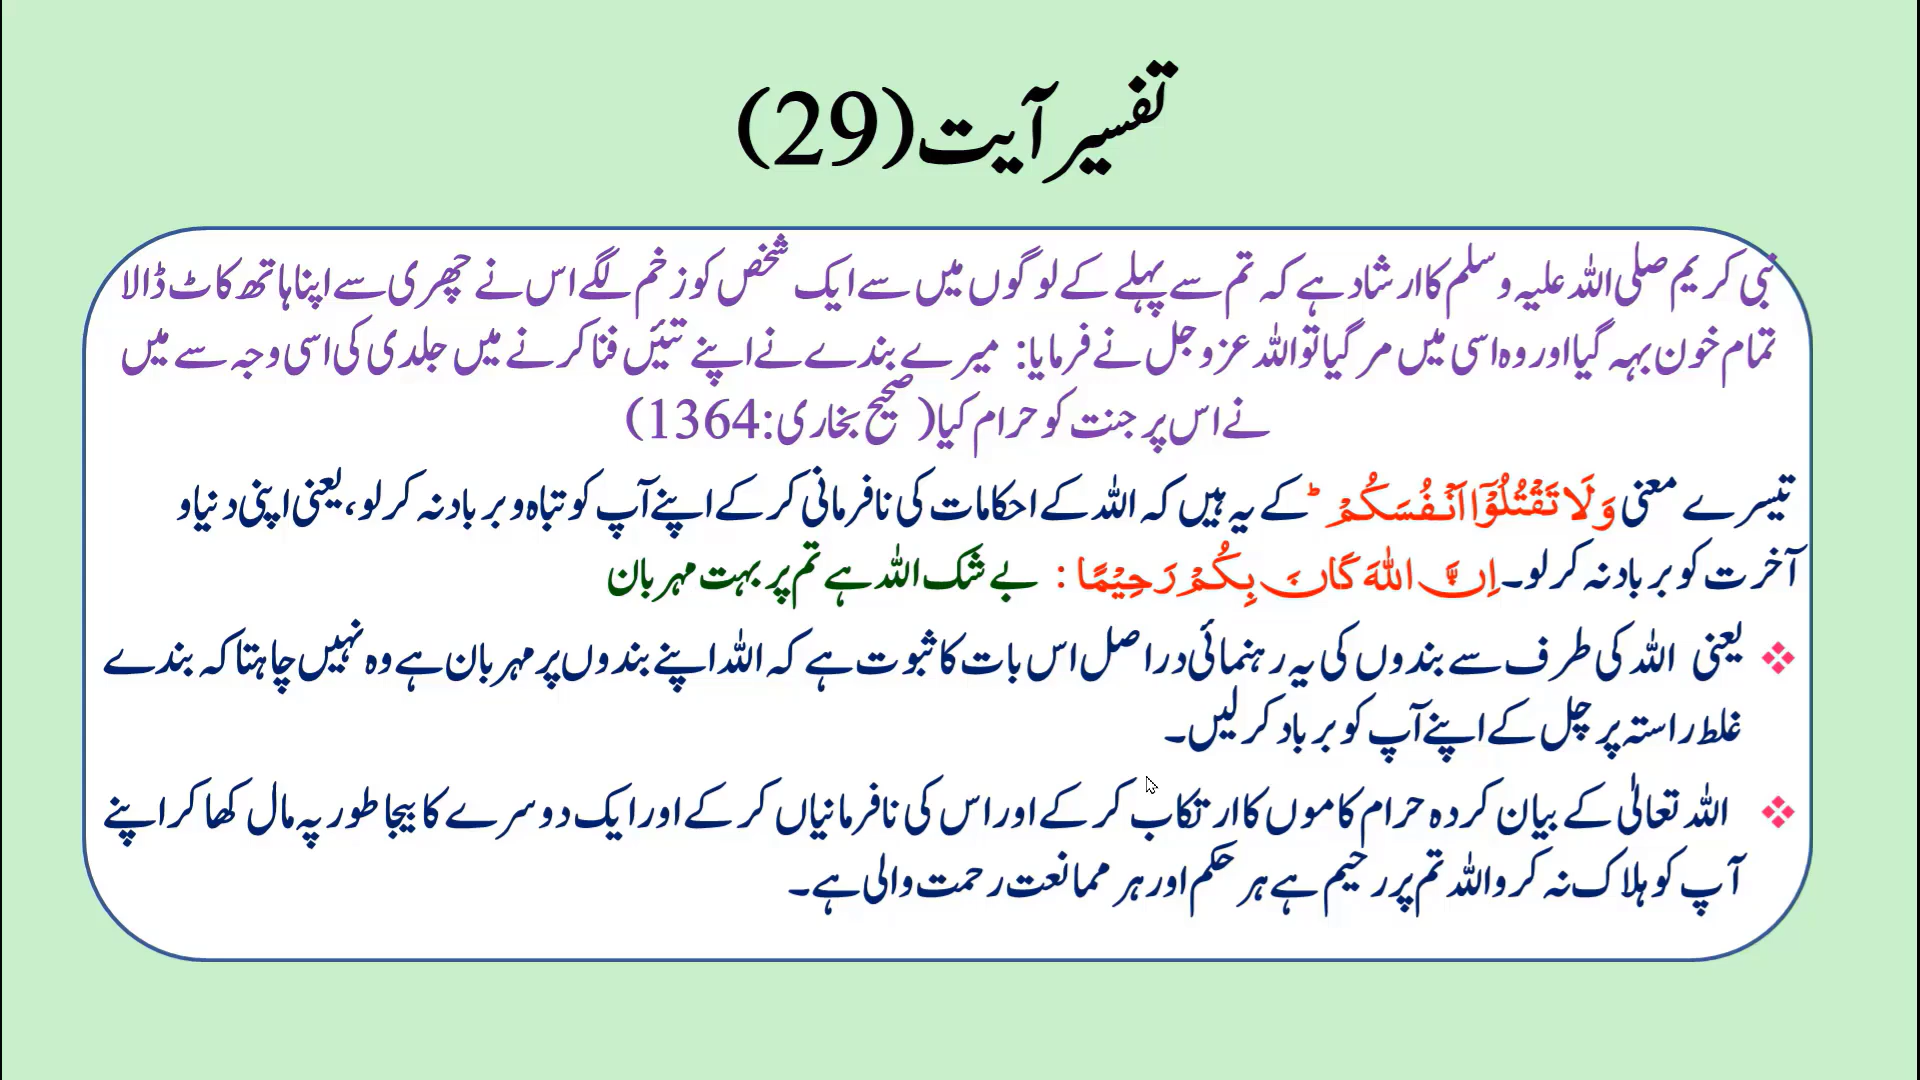 تفسیر آیت (29)
نبی کریم صلی اللہ علیہ وسلم کا ارشاد ہے کہ تم سے پہلے کے لوگوں میں سے ایک شخص کو زخم لگے اس نے چھری سے اپنا ہاتھ کاٹ ڈالا
تمام خون بہہ گیا اور وہ اسی میں مر گیا تو اللہ عزوجل نے فرمایا: میرے بندے نے اپنے تئیں فنا کرنے میں جلدی کی اسی وجہ سے میں
نے اس پر جنت کو حرام کیا (صحیح بخاری:1364)
تیسرے معنی وَلَا تَقْتُلُوْۤا اَنْفُسَكُمْ ؕ کے یہ ہیں کہ اللہ کے احکامات کی نافرمانی کر کے اپنے آپ کو تباہ و برباد نہ کر لو، یعنی اپنی دنیا و
آخرت کو برباد نہ کر لو۔ اِنَّ اللّٰهَ كَانَ بِكُمْ رَحِيْمًا : بے شک اللہ ہے تم پر بہت مہربان
❖ یعنی اللہ کی طرف سے بندوں کی یہ رہنمائی دراصل اس بات کا ثبوت ہے کہ اللہ اپنے بندوں پر مہربان ہے وہ نہیں چاہتا کہ بندے
غلط راستہ پر چل کے اپنے آپ کو برباد کر لیں۔
❖ اللہ تعالیٰ کے بیان کردہ حرام کاموں کا ارتکاب کر کے اور اس کی نافرمانیاں کر کے اور ایک دوسرے کا بیجا طور پہ مال کھا کر اپنے
آپ کو ہلاک نہ کرو اللہ تم پر رحیم ہے ہر حکم اور ہر ممانعت رحمت والی ہے۔